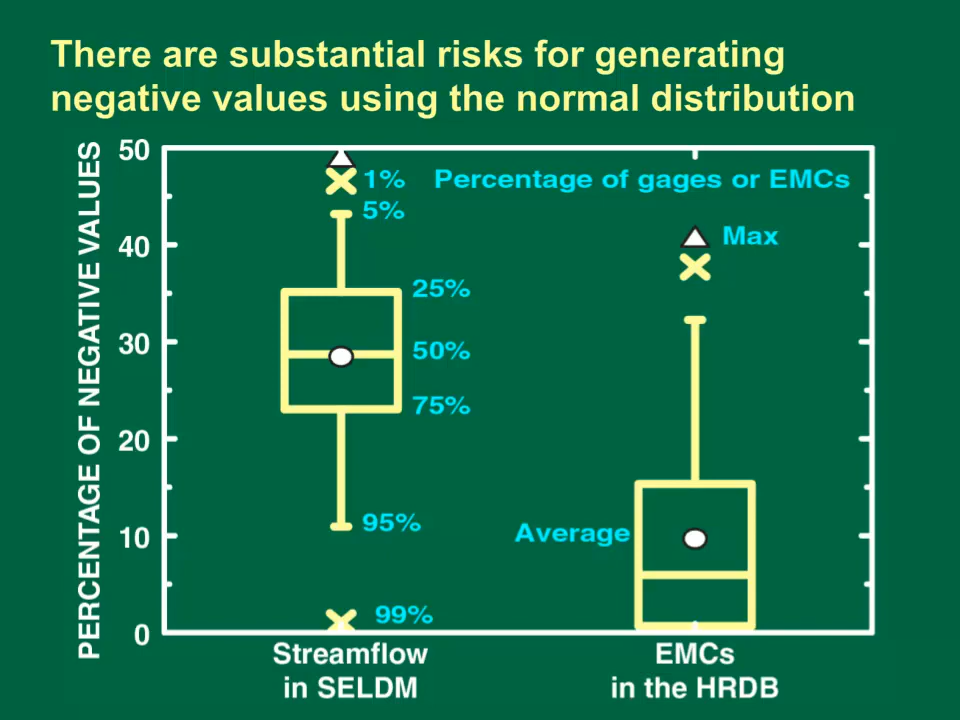 There are substantial risks for generating
negative values using the normal distribution
PERCENTAGE OF NEGATIVE VALUES
50
40
30
20
10
0
1%
5%
25%
50%
75%
95%
99%
Percentage of gages or EMCs
Max
Average
Streamflow
in SELDM
EMCs
in the HRDB